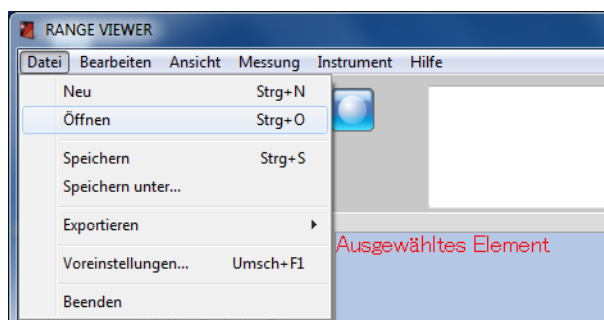 RANGE VIEWER
Datei Bearbeiten Ansicht Messung Instrument Hilfe
Neu Strg+N
Öffnen Strg+O
Speichern Strg+S
Speichern unter...
Exportieren
Ausgewähltes Element
Voreinstellungen... Umsch+F1
Beenden